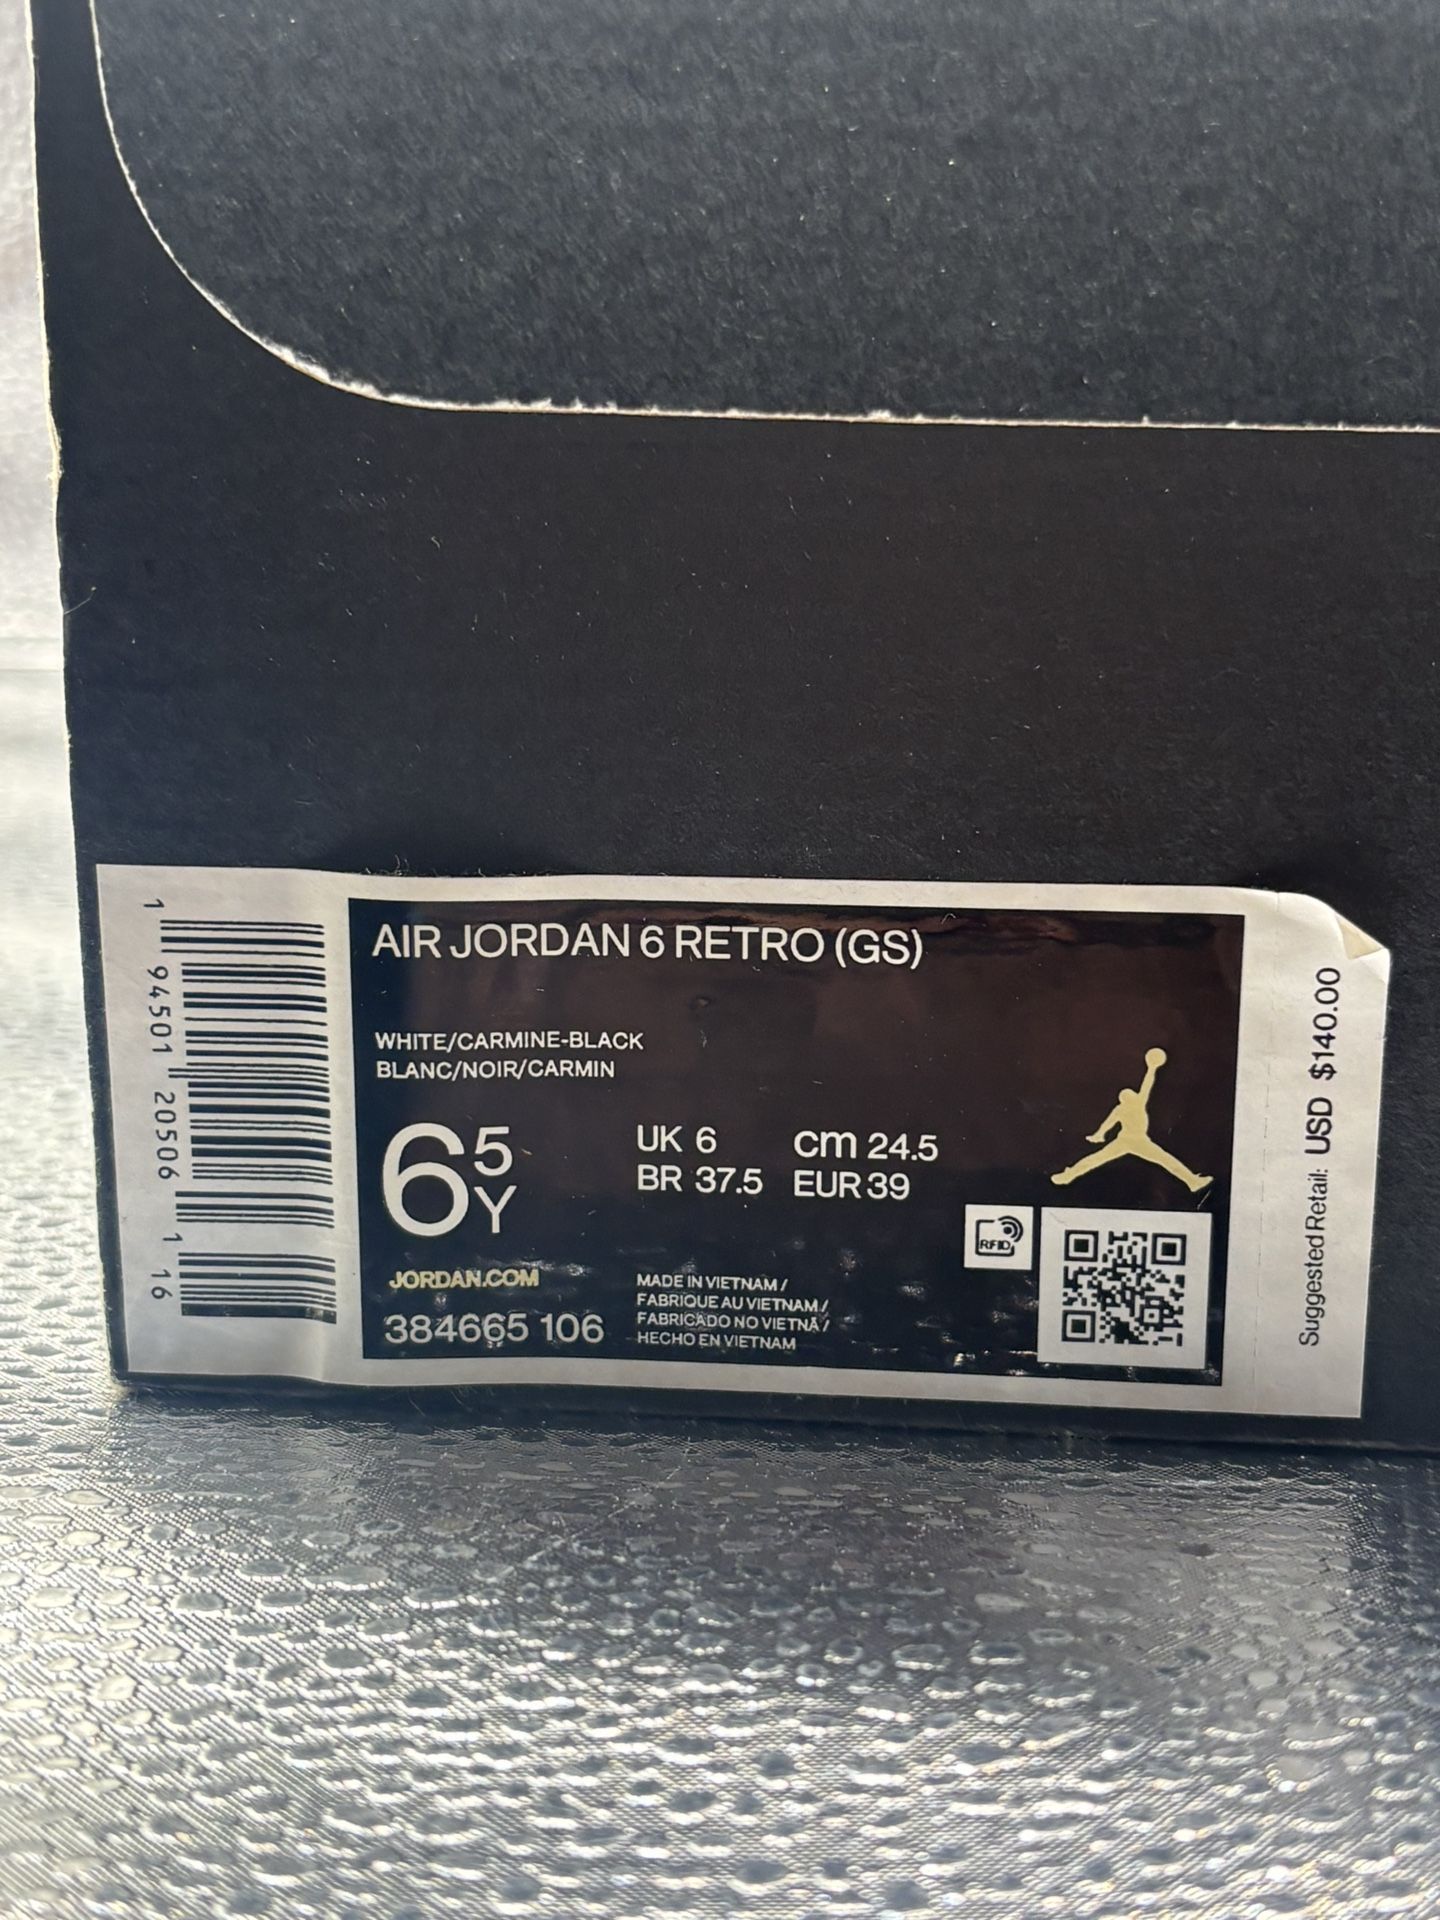 AIR JORDAN 6 RETRO (GS)
WHITE/CARMINE-BLACK
BLANC/NOIR/CARMIN
6 5 Y
UK 6
cm 24.5
BR 37.5
EUR 39
JORDAN.COM
384665 106
MADE IN VIETNAM /
FABRIQUE AU VIETNAM /
FABRICADO NO VIETNÃ /
HECHO EN VIETNAM
RFID
1 94501 20506 1 16
Suggested Retail: USD $140.00